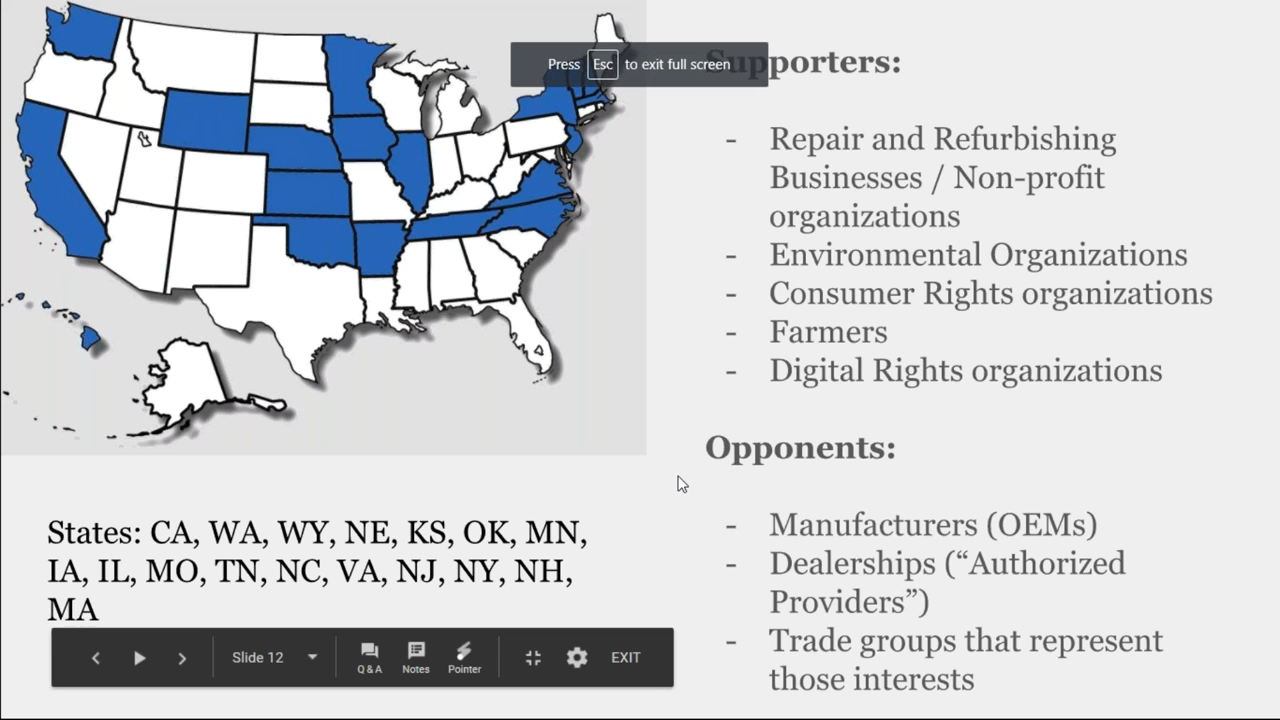 Press Esc to exit full screen
Supporters:
- Repair and Refurbishing
Businesses / Non-profit
organizations
- Environmental Organizations
- Consumer Rights organizations
- Farmers
- Digital Rights organizations
Opponents:
- Manufacturers (OEMs)
- Dealerships (“Authorized
Providers”)
- Trade groups that represent
those interests
States: CA, WA, WY, NE, KS, OK, MN,
IA, IL, MO, TN, NC, VA, NJ, NY, NH,
MA
Slide 12
Q & A
Notes
Pointer
EXIT